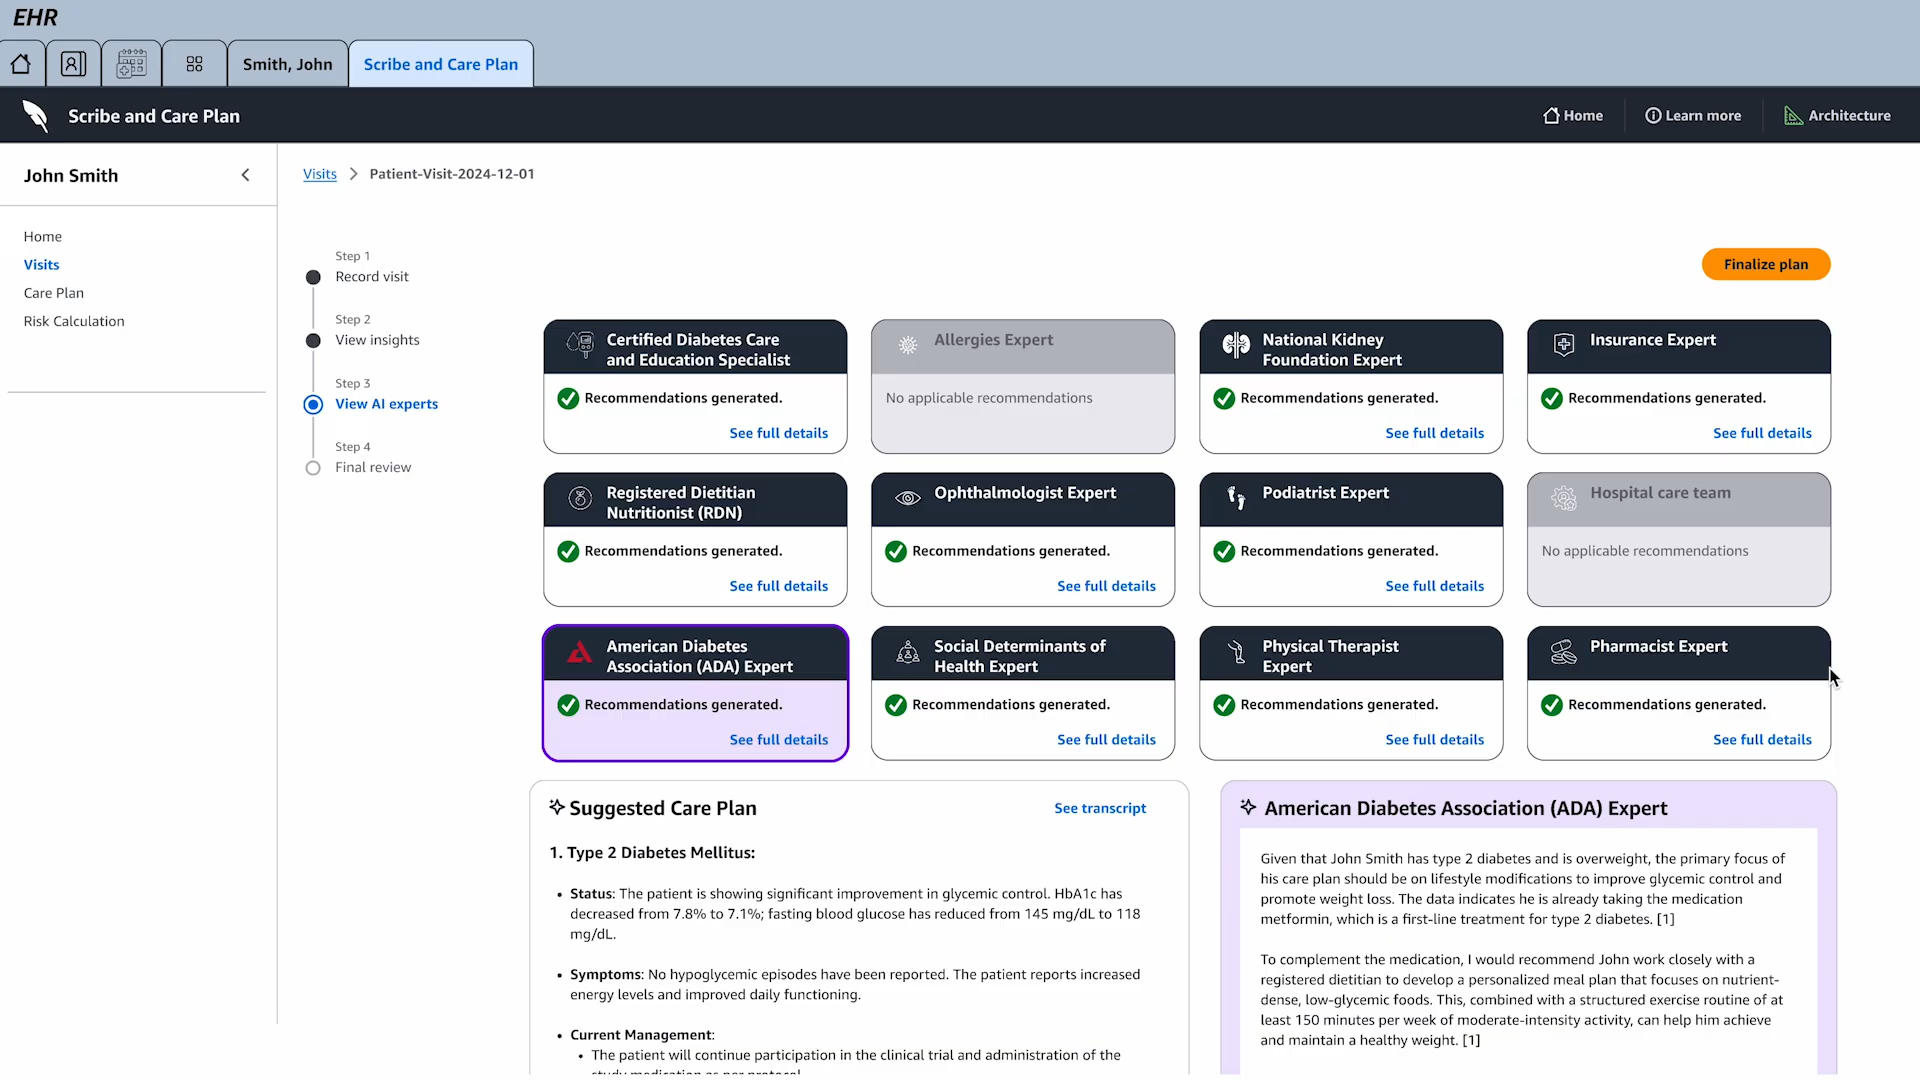 EHR
Smith, John
Scribe and Care Plan
Scribe and Care Plan
Home
Learn more
Architecture
John Smith
Home
Visits
Care Plan
Risk Calculation
Visits
Patient-Visit-2024-12-01
Step 1
Record visit
Step 2
View insights
Step 3
View AI experts
Step 4
Final review
Finalize plan
Certified Diabetes Care
and Education Specialist
Recommendations generated.
See full details
Allergies Expert
No applicable recommendations
National Kidney
Foundation Expert
Recommendations generated.
See full details
Insurance Expert
Recommendations generated.
See full details
Registered Dietitian
Nutritionist (RDN)
Recommendations generated.
See full details
Ophthalmologist Expert
Recommendations generated.
See full details
Podiatrist Expert
Recommendations generated.
See full details
Hospital care team
No applicable recommendations
American Diabetes
Association (ADA) Expert
Recommendations generated.
See full details
Social Determinants of
Health Expert
Recommendations generated.
See full details
Physical Therapist
Expert
Recommendations generated.
See full details
Pharmacist Expert
Recommendations generated.
See full details
Suggested Care Plan
See transcript
1. Type 2 Diabetes Mellitus:
• Status: The patient is showing significant improvement in glycemic control. HbA1c has
decreased from 7.8% to 7.1%; fasting blood glucose has reduced from 145 mg/dL to 118
mg/dL.
• Symptoms: No hypoglycemic episodes have been reported. The patient reports increased
energy levels and improved daily functioning.
• Current Management:
• The patient will continue participation in the clinical trial and administration of the
study medication as per protocol.
American Diabetes Association (ADA) Expert
Given that John Smith has type 2 diabetes and is overweight, the primary focus of
his care plan should be on lifestyle modifications to improve glycemic control and
promote weight loss. The data indicates he is already taking the medication
metformin, which is a first-line treatment for type 2 diabetes. [1]
To complement the medication, I would recommend John work closely with a
registered dietitian to develop a personalized meal plan that focuses on nutrient-
dense, low-glycemic foods. This, combined with a structured exercise routine of at
least 150 minutes per week of moderate-intensity activity, can help him achieve
and maintain a healthy weight. [1]